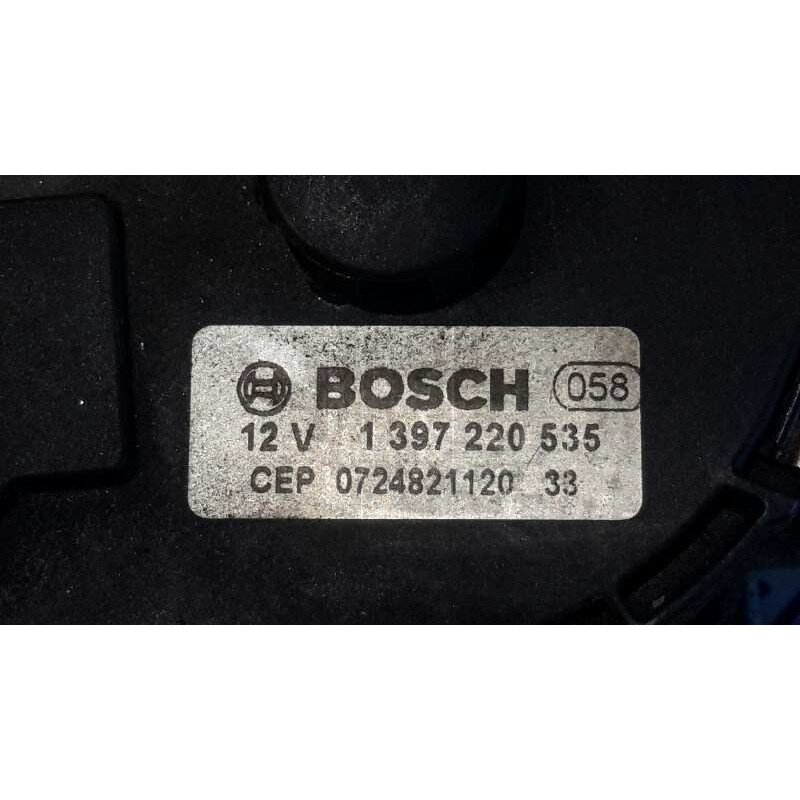 BOSCH 058
12 V 1 397 220 535
CEP 0724821120 33